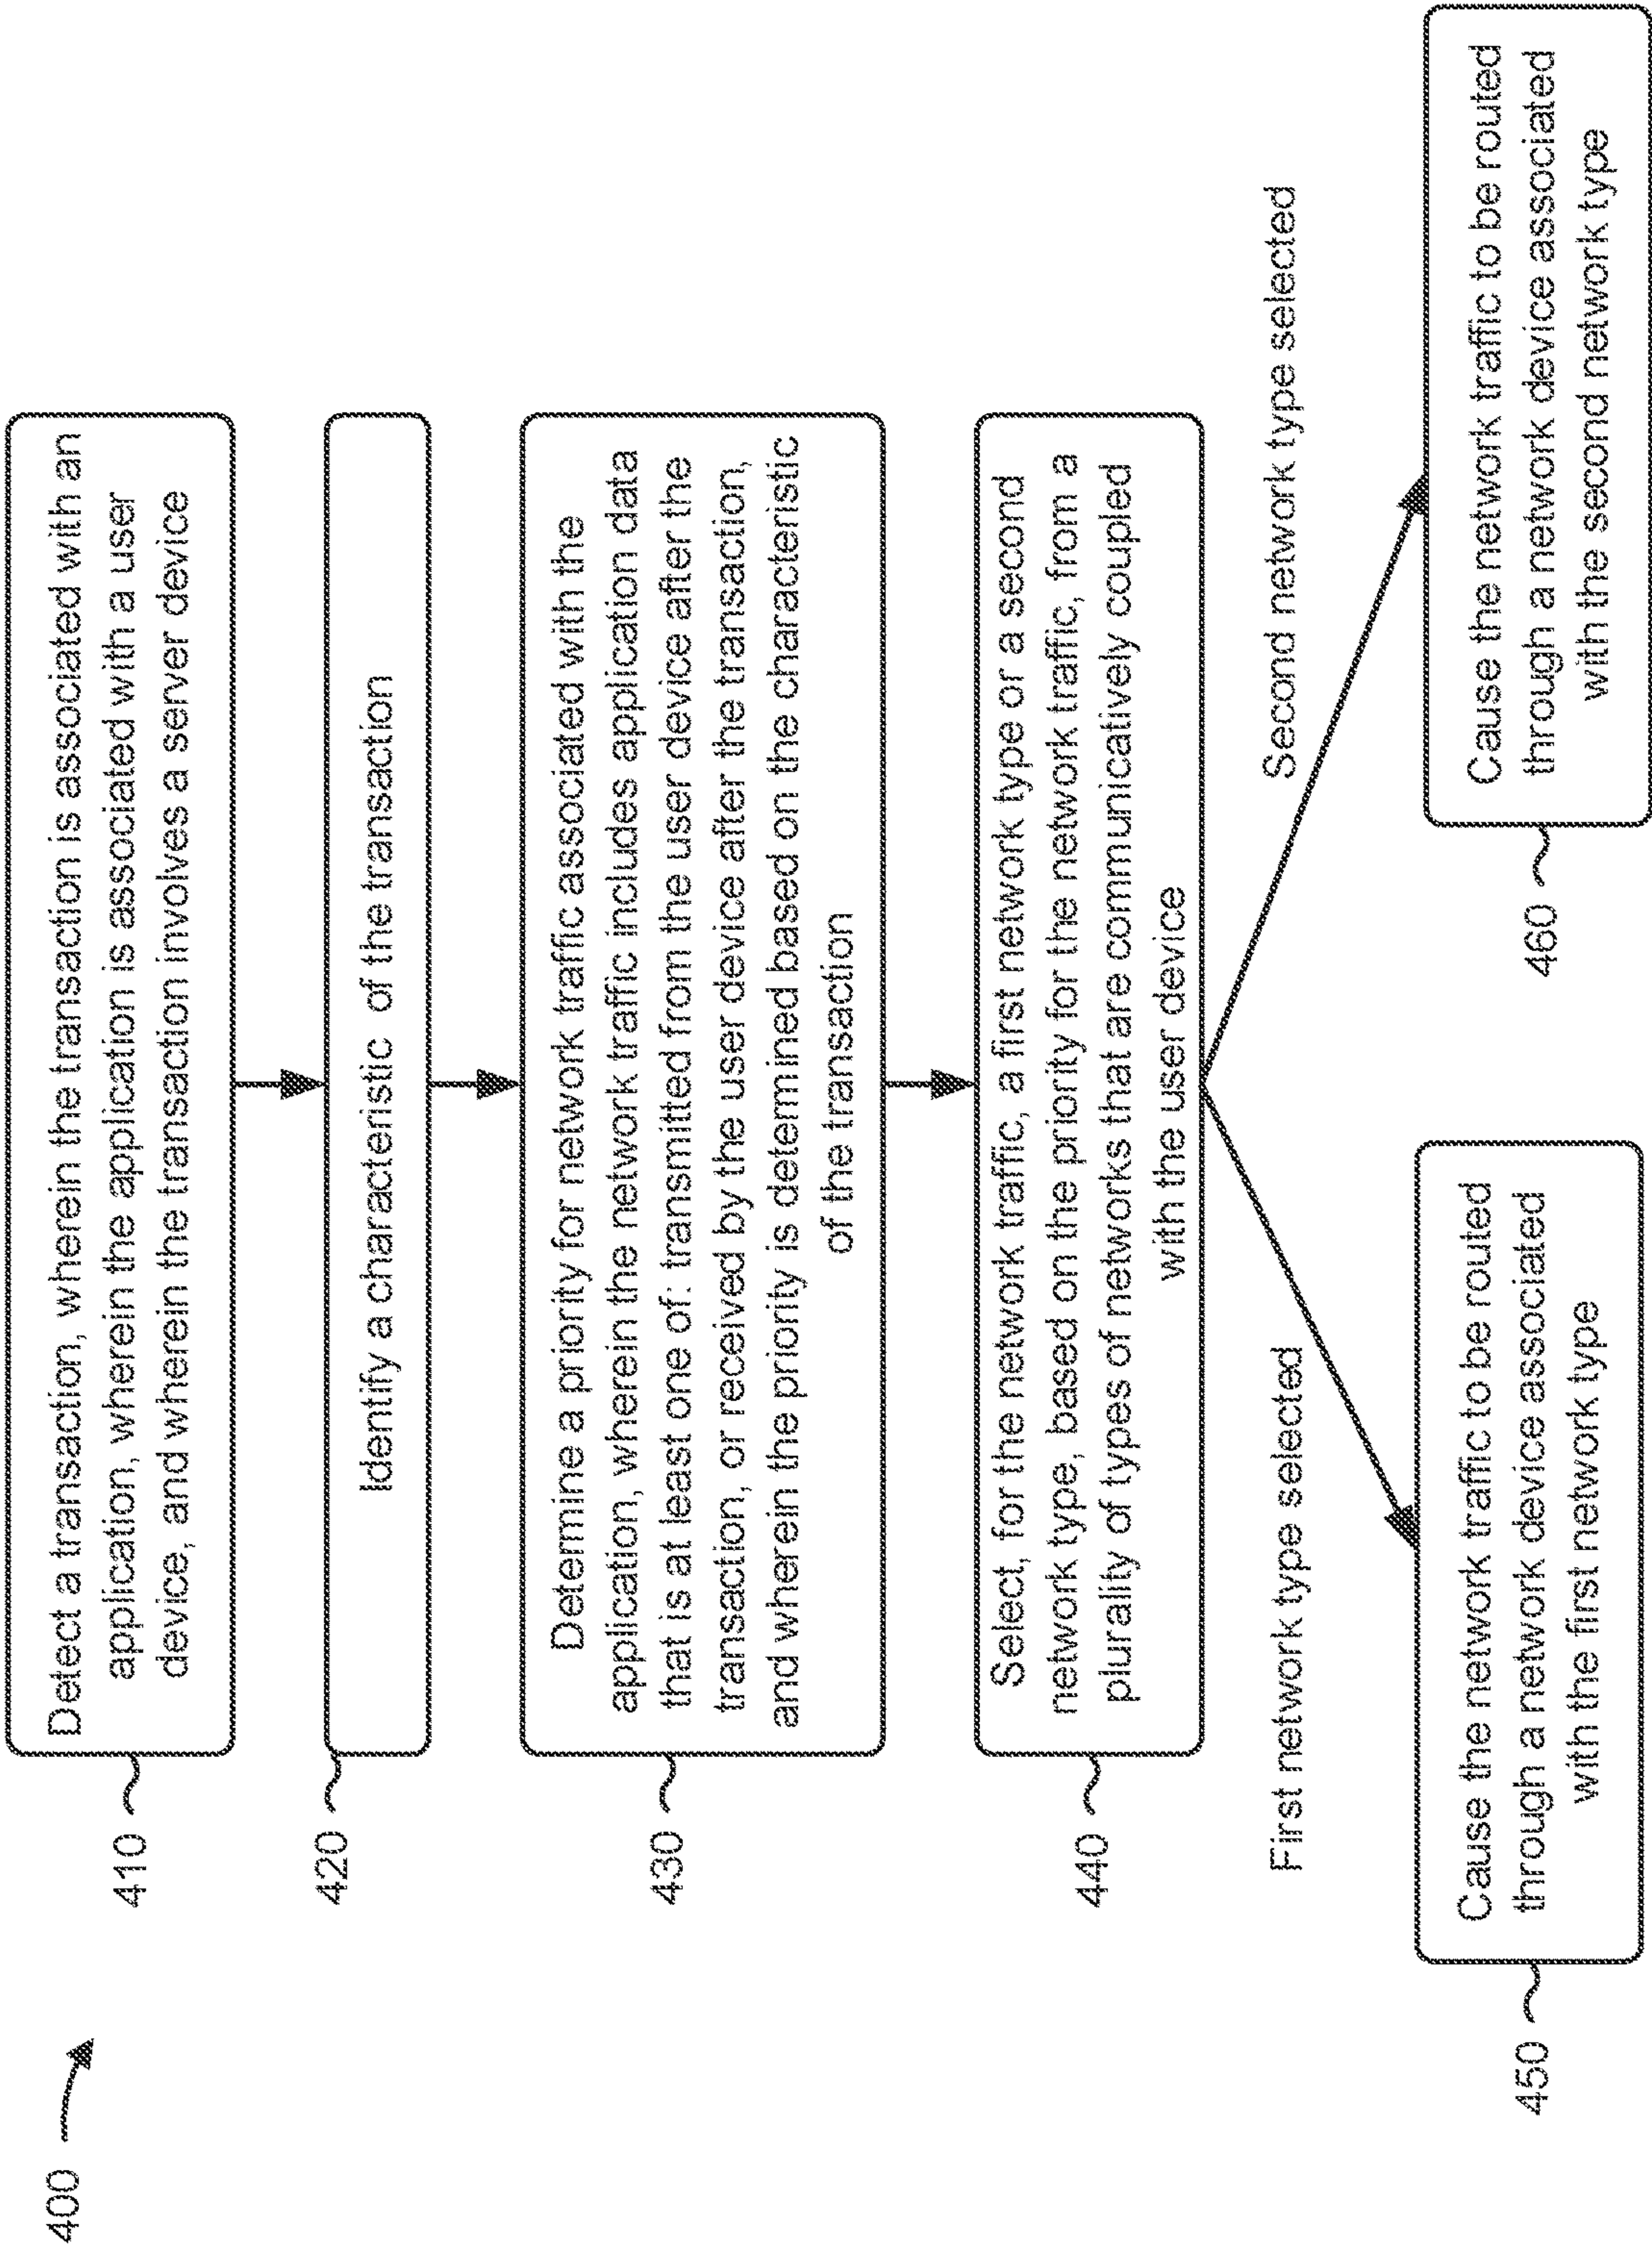 400
410
Detect a transaction, wherein the transaction is associated with an
application, wherein the application is associated with a user
device, and wherein the transaction involves a server device
420
Identify a characteristic of the transaction
430
Determine a priority for network traffic associated with the
application, wherein the network traffic includes application data
that is at least one of: transmitted from the user device after the
transaction, or received by the user device after the transaction,
and wherein the priority is determined based on the characteristic
of the transaction
440
Select, for the network traffic, a first network type or a second
network type, based on the priority for the network traffic, from a
plurality of types of networks that are communicatively coupled
with the user device
First network type selected
Second network type selected
450
Cause the network traffic to be routed
through a network device associated
with the first network type
460
Cause the network traffic to be routed
through a network device associated
with the second network type